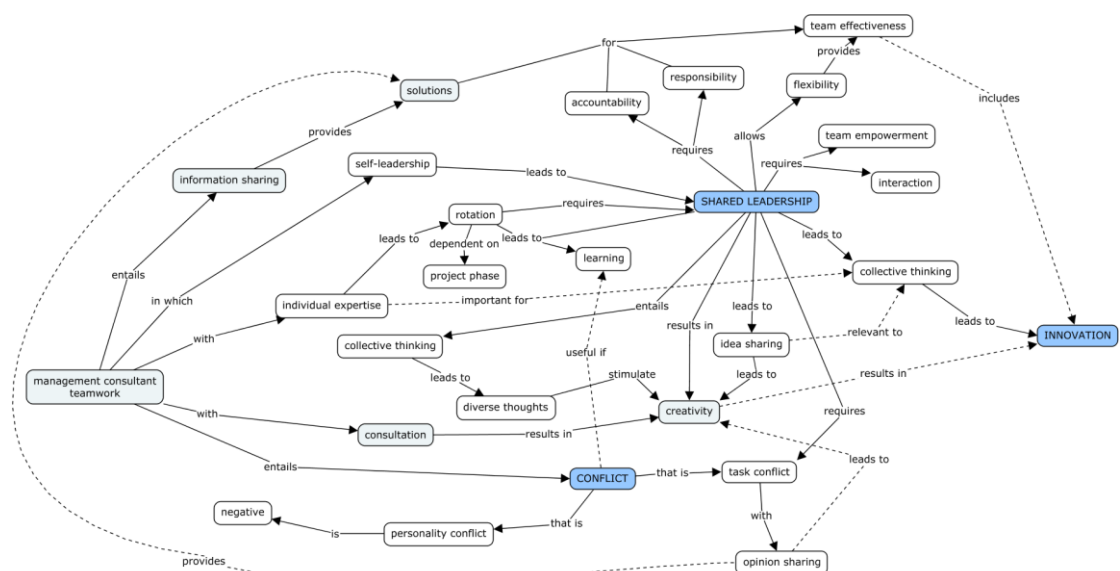 team effectiveness
for
provides
responsibility
solutions
flexibility
accountability
includes
allows
provides
team empowerment
requires
self-leadership
requires
information sharing
leads to
interaction
SHARED LEADERSHIP
rotation
requires
leads to
leads to
dependent on
learning
project phase
collective thinking
entails
in which
individual expertise
important for
entails
leads to
results in
leads to
relevant to
INNOVATION
with
collective thinking
useful if
idea sharing
management consultant
teamwork
leads to
stimulate
leads to
results in
diverse thoughts
creativity
with
requires
consultation
results in
leads to
entails
CONFLICT
that is
task conflict
negative
is
personality conflict
that is
with
provides
opinion sharing